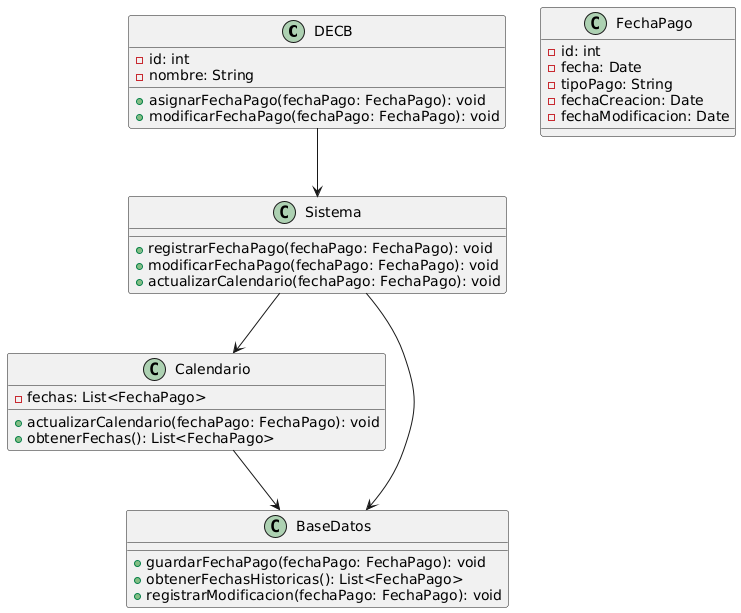 C DECB
id: int
nombre: String
asignarFechaPago(fechaPago: FechaPago): void
modificarFechaPago(fechaPago: FechaPago): void
C FechaPago
id: int
fecha: Date
tipoPago: String
fechaCreacion: Date
fechaModificacion: Date
C Sistema
registrarFechaPago(fechaPago: FechaPago): void
modificarFechaPago(fechaPago: FechaPago): void
actualizarCalendario(fechaPago: FechaPago): void
C Calendario
fechas: List<FechaPago>
actualizarCalendario(fechaPago: FechaPago): void
obtenerFechas(): List<FechaPago>
C BaseDatos
guardarFechaPago(fechaPago: FechaPago): void
obtenerFechasHistoricas(): List<FechaPago>
registrarModificacion(fechaPago: FechaPago): void